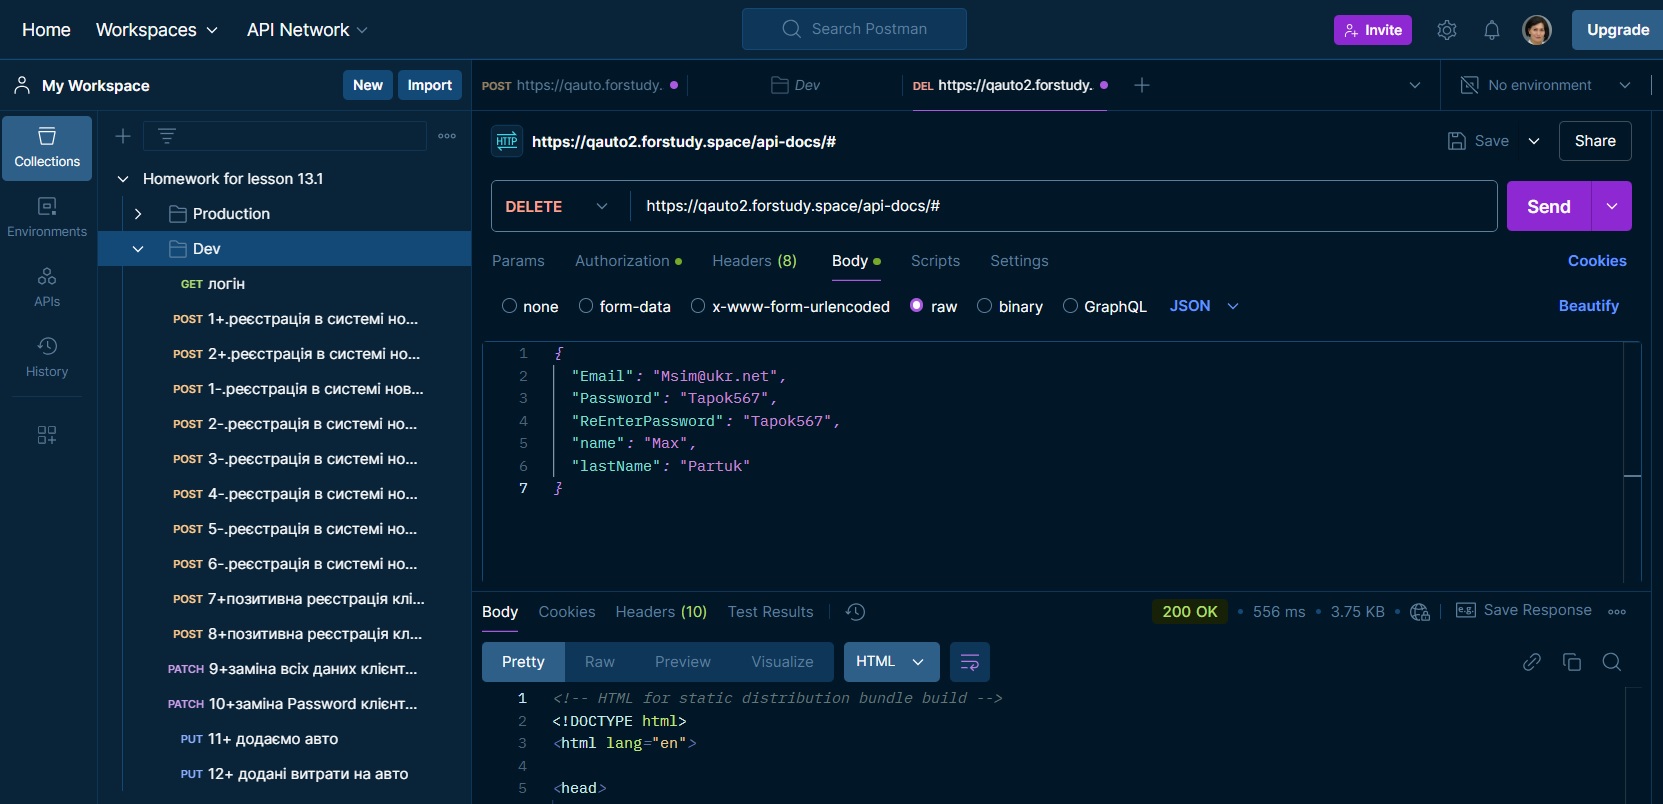 Home Workspaces API Network Search Postman Invite Upgrade
My Workspace New Import POST https://qauto.forstudy. Dev DEL https://qauto2.forstudy. No environment
Collections
Environments
APIs
History
Homework for lesson 13.1
Production
Dev
GET логін
POST 1+.реєстрація в системі но...
POST 2+.реєстрація в системі но...
POST 1-.реєстрація в системі нов...
POST 2-.реєстрація в системі но...
POST 3-.реєстрація в системі но...
POST 4-.реєстрація в системі но...
POST 5-.реєстрація в системі но...
POST 6-.реєстрація в системі но...
POST 7+позитивна реєстрація клі...
POST 8+позитивна реєстрація кл...
PATCH 9+заміна всіх даних клієнт...
PATCH 10+заміна Password клієнт...
PUT 11+ додаємо авто
PUT 12+ додані витрати на авто
HTTP https://qauto2.forstudy.space/api-docs/# Save Share
DELETE https://qauto2.forstudy.space/api-docs/# Send
Params Authorization Headers (8) Body Scripts Settings Cookies
none form-data x-www-form-urlencoded raw binary GraphQL JSON Beautify
1 {
2 "Email": "Msim@ukr.net",
3 "Password": "Tapok567",
4 "ReEnterPassword": "Tapok567",
5 "name": "Max",
6 "lastName": "Partuk"
7 }
Body Cookies Headers (10) Test Results 200 OK • 556 ms • 3.75 KB • e.g. Save Response
Pretty Raw Preview Visualize HTML
1 <!-- HTML for static distribution bundle build -->
2 <!DOCTYPE html>
3 <html lang="en">
4
5 <head>